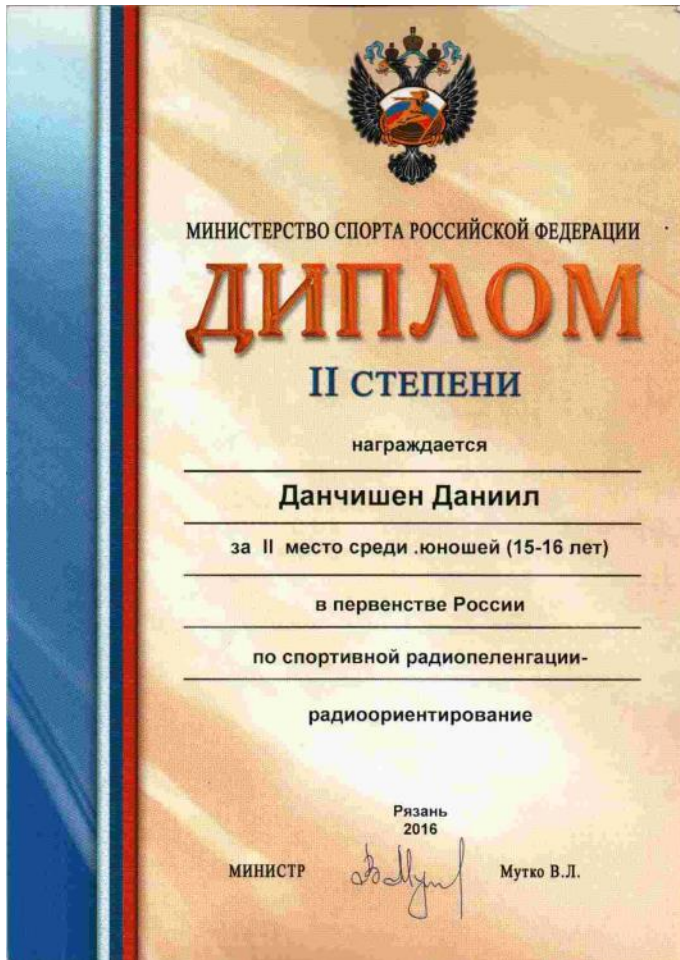 МИНИСТЕРСТВО СПОРТА РОССИЙСКОЙ ФЕДЕРАЦИИ
ДИПЛОМ
II СТЕПЕНИ
награждается
Данчишен Даниил
за II место среди .юношей (15-16 лет)
в первенстве России
по спортивной радиопеленгации-
радиоориентирование
Рязань
2016
МИНИСТР Мутко В.Л.